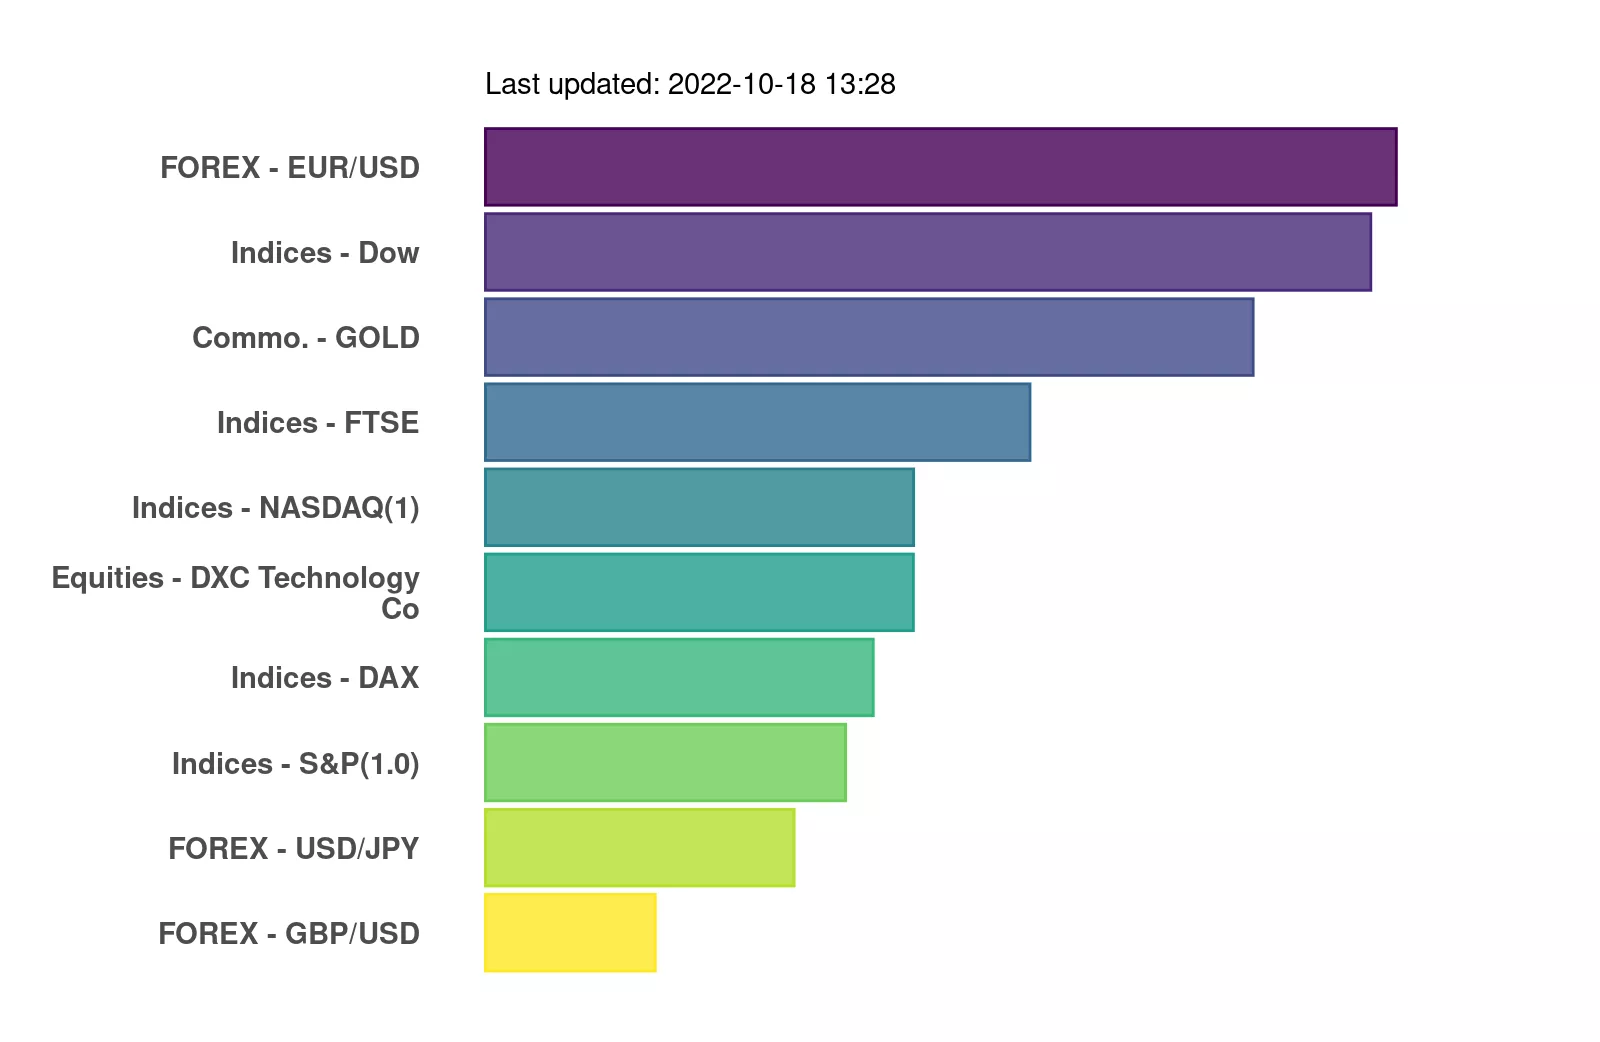 Last updated: 2022-10-18 13:28
FOREX - EUR/USD
Indices - Dow
Commo. - GOLD
Indices - FTSE
Indices - NASDAQ(1)
Equities - DXC Technology
Co
Indices - DAX
Indices - S&P(1.0)
FOREX - USD/JPY
FOREX - GBP/USD